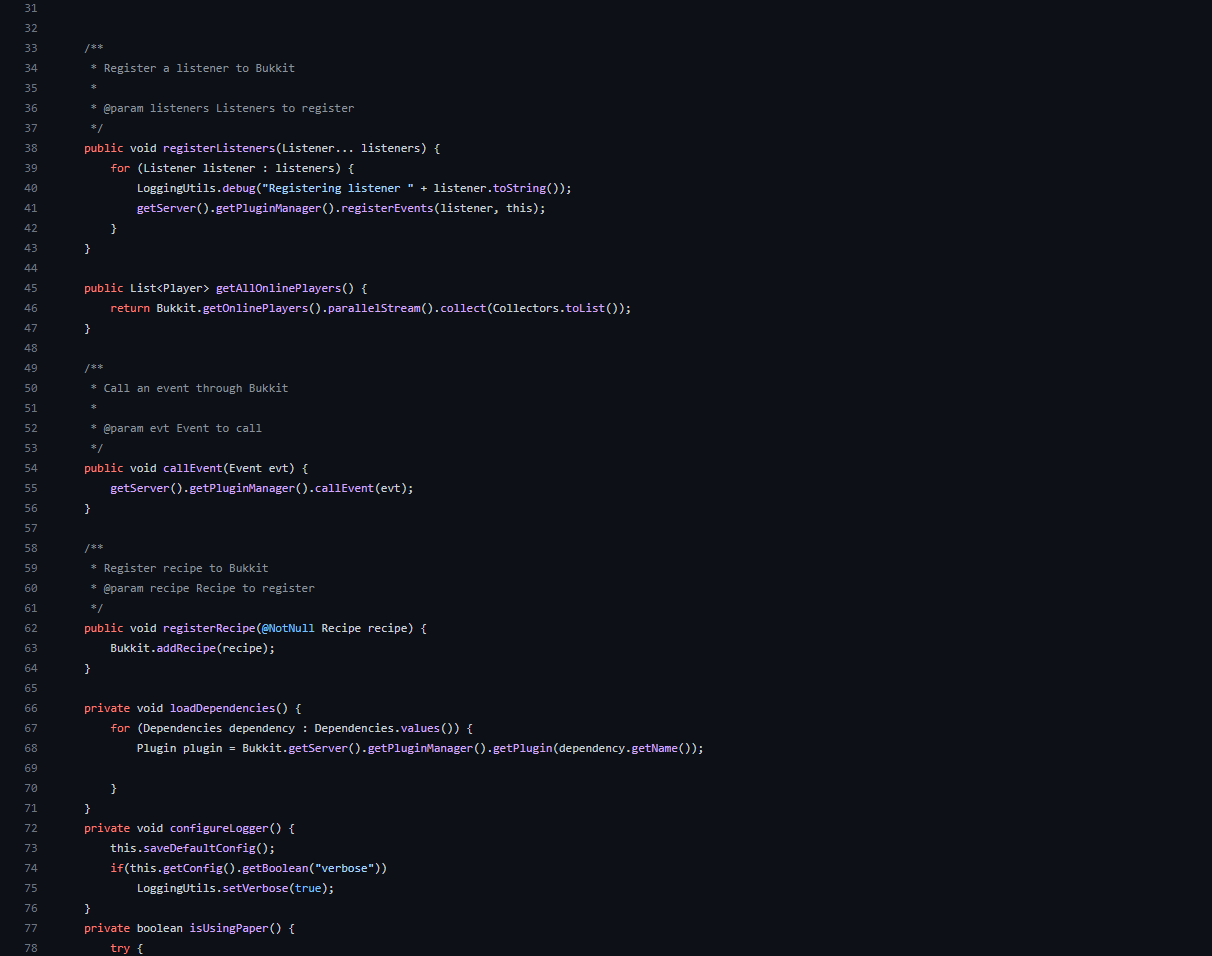 31
32
33 /**
34 * Register a listener to Bukkit
35 *
36 * @param listeners Listeners to register
37 */
38 public void registerListeners(Listener... listeners) {
39 for (Listener listener : listeners) {
40 LoggingUtils.debug("Registering listener " + listener.toString());
41 getServer().getPluginManager().registerEvents(listener, this);
42 }
43 }
44
45 public List<Player> getAllOnlinePlayers() {
46 return Bukkit.getOnlinePlayers().parallelStream().collect(Collectors.toList());
47 }
48
49 /**
50 * Call an event through Bukkit
51 *
52 * @param evt Event to call
53 */
54 public void callEvent(Event evt) {
55 getServer().getPluginManager().callEvent(evt);
56 }
57
58 /**
59 * Register recipe to Bukkit
60 * @param recipe Recipe to register
61 */
62 public void registerRecipe(@NotNull Recipe recipe) {
63 Bukkit.addRecipe(recipe);
64 }
65
66 private void loadDependencies() {
67 for (Dependencies dependency : Dependencies.values()) {
68 Plugin plugin = Bukkit.getServer().getPluginManager().getPlugin(dependency.getName());
69
70 }
71 }
72 private void configureLogger() {
73 this.saveDefaultConfig();
74 if(this.getConfig().getBoolean("verbose"))
75 LoggingUtils.setVerbose(true);
76 }
77 private boolean isUsingPaper() {
78 try {